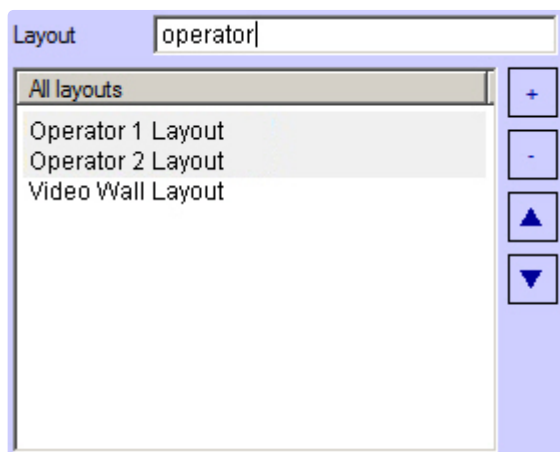 Layout operator
All layouts
+
Operator 1 Layout
Operator 2 Layout
-
Video Wall Layout